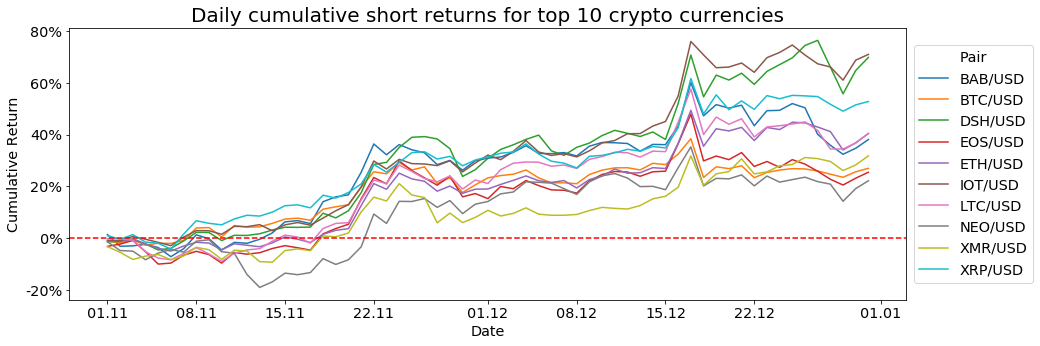 Daily cumulative short returns for top 10 crypto currencies
Cumulative Return
80%
60%
40%
20%
0%
-20%
01.11
08.11
15.11
22.11
01.12
08.12
15.12
22.12
01.01
Date
Pair
BAB/USD
BTC/USD
DSH/USD
EOS/USD
ETH/USD
IOT/USD
LTC/USD
NEO/USD
XMR/USD
XRP/USD